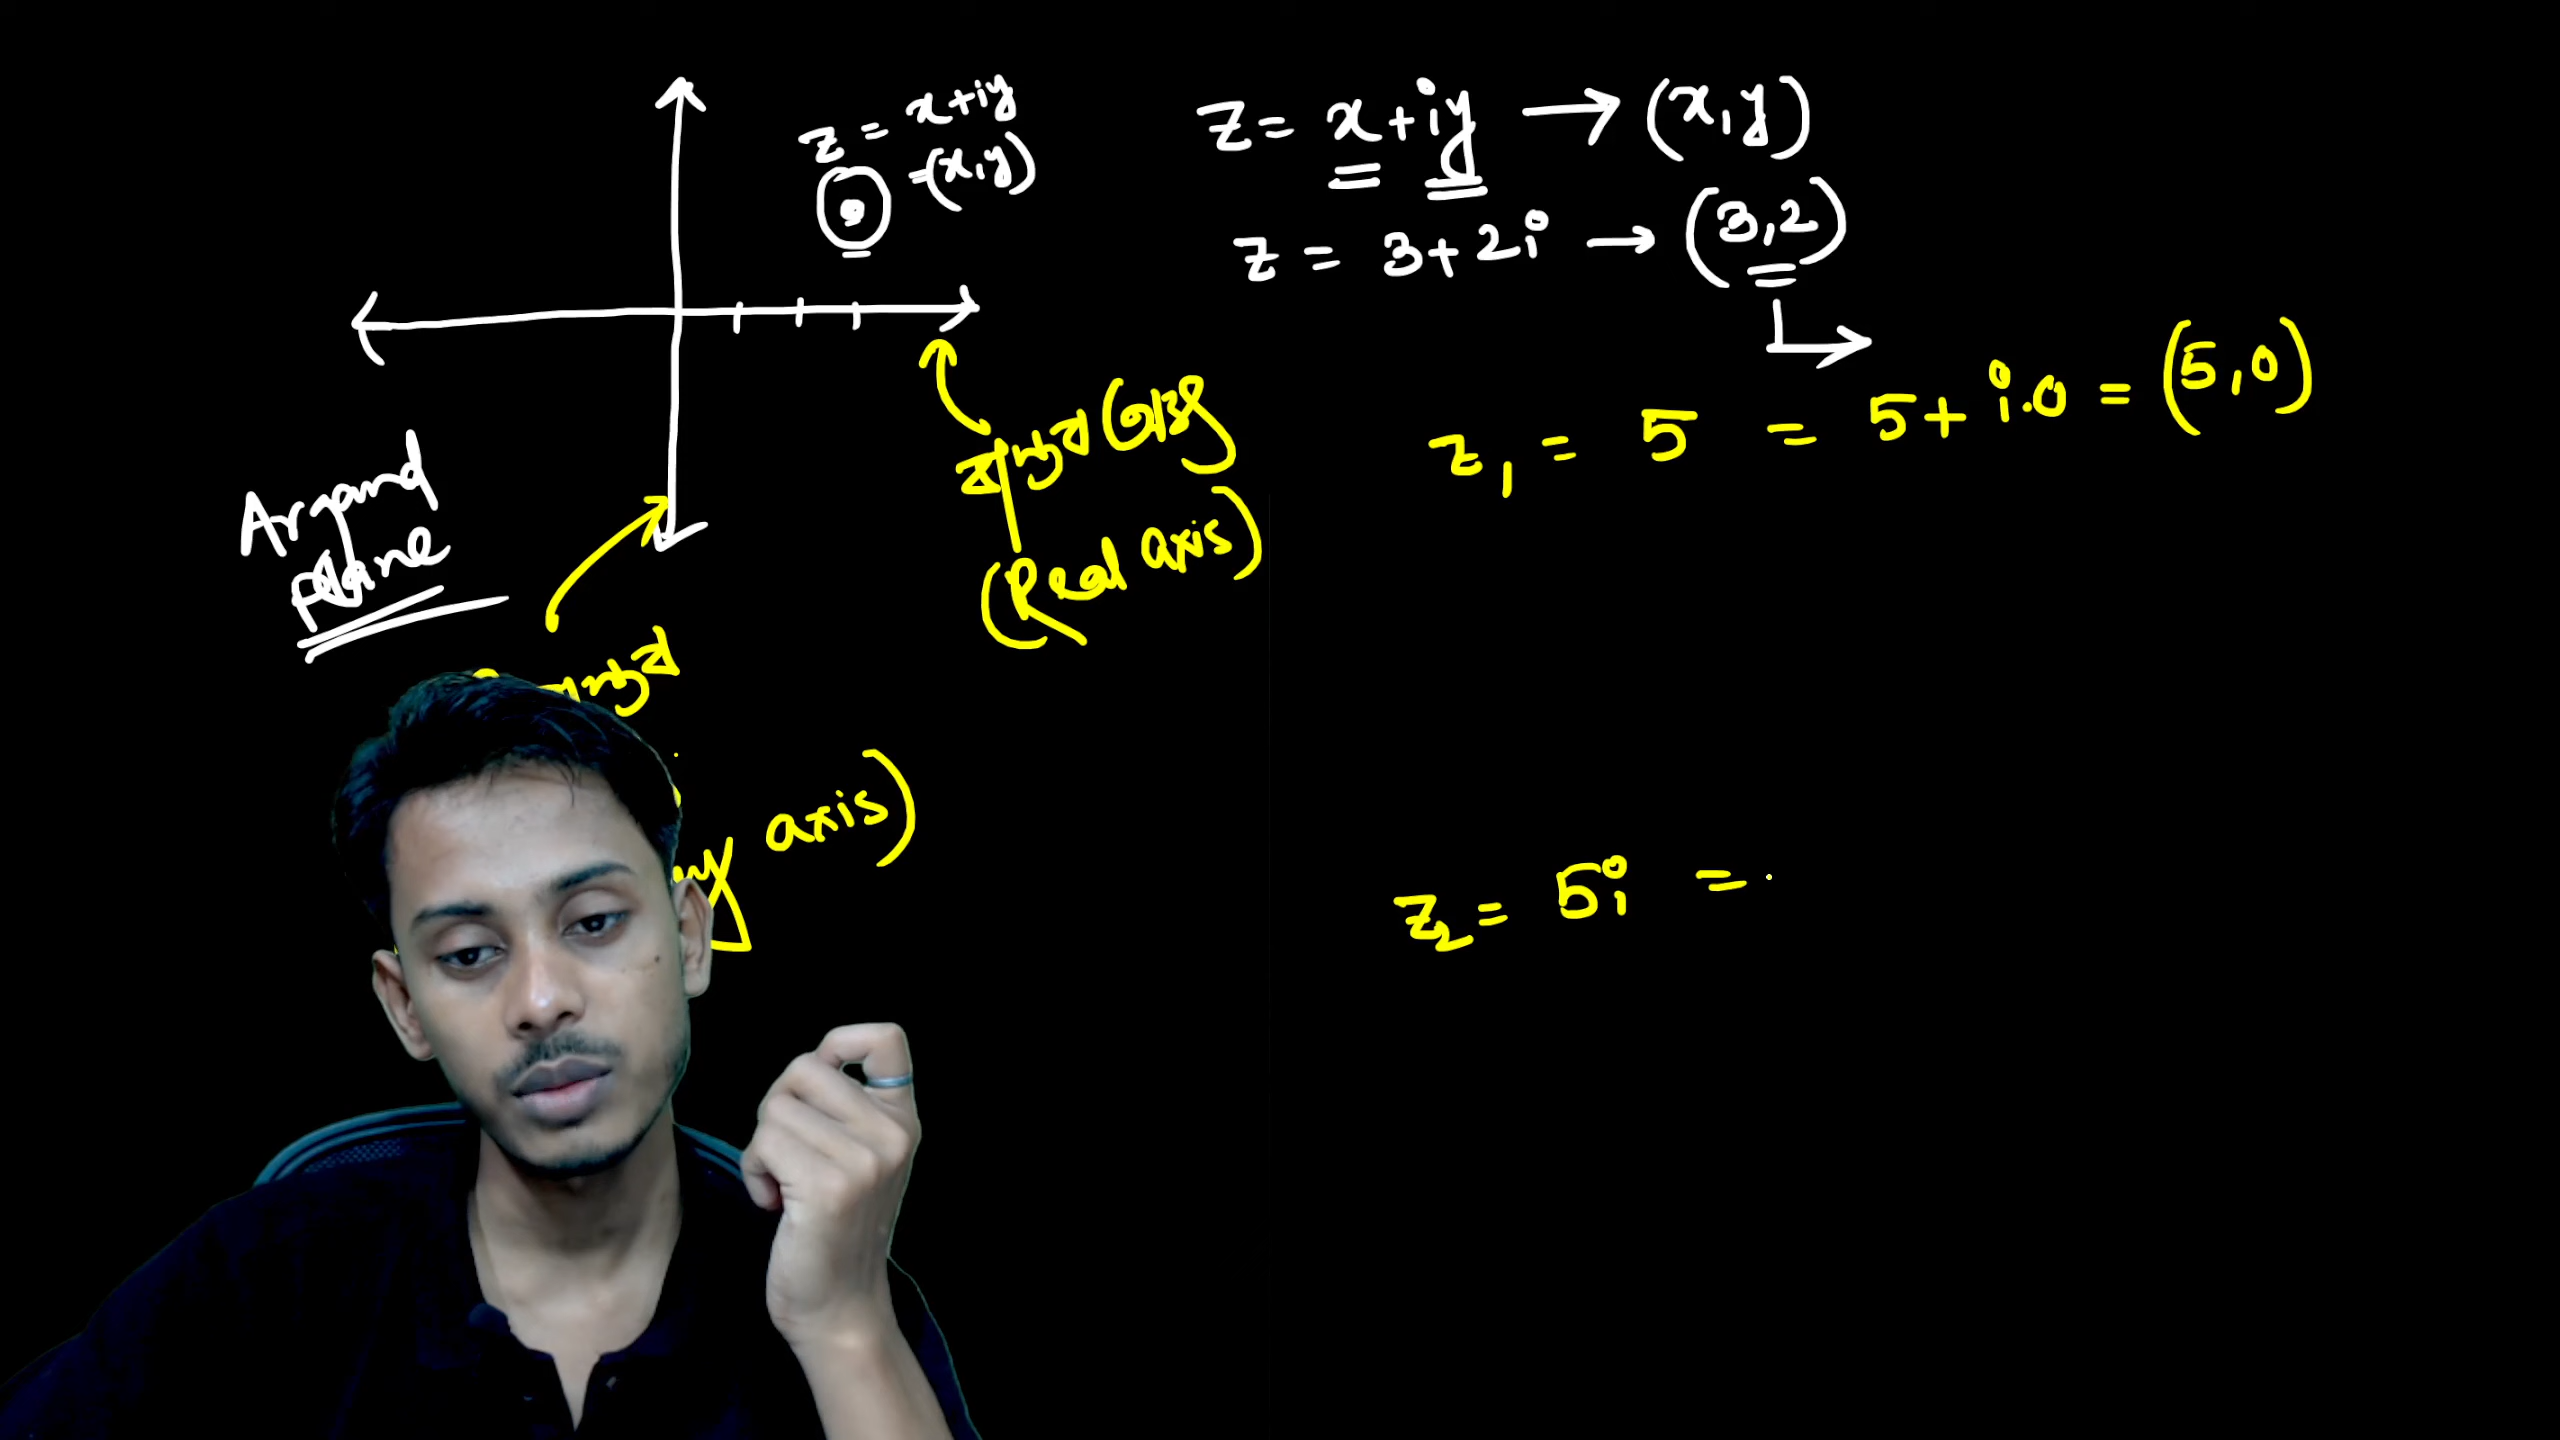 z = x+iy
=(x,y)
Argand
Plane
বাস্তব অক্ষ
(Real axis)
axis)
z = x+iy → (x,y)
z = 3+2i → (3,2)
z₁ = 5 = 5+i.0 = (5,0)
z₂ = 5i =